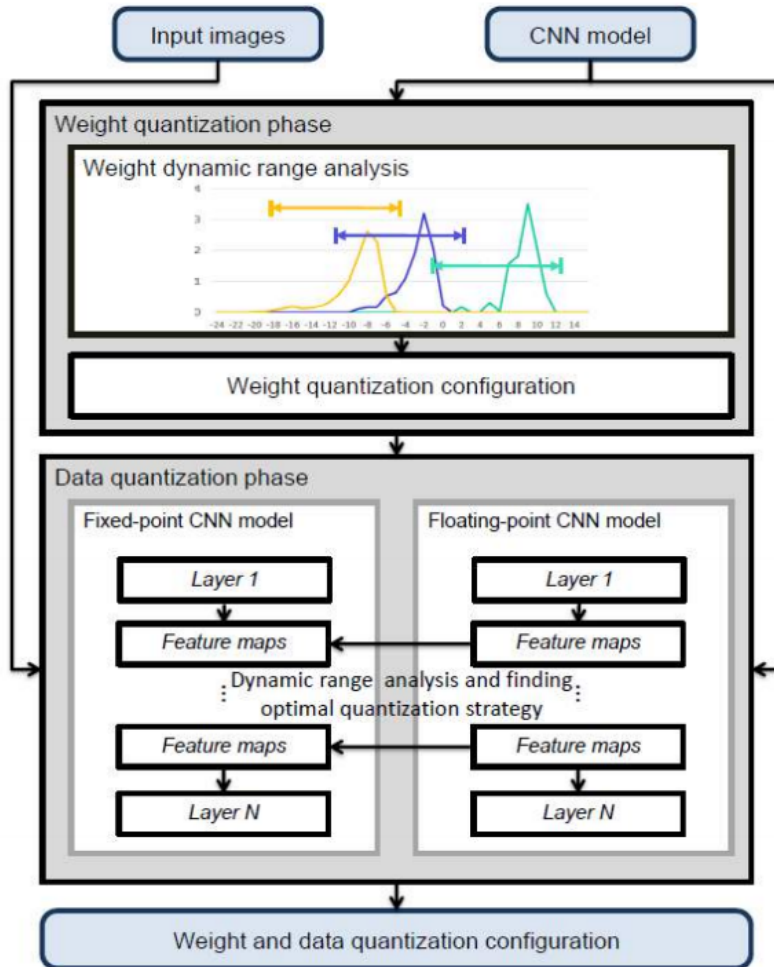 Input images
CNN model
Weight quantization phase
Weight dynamic range analysis
4
3
2
1
0
-24 -22 -20 -18 -16 -14 -12 -10 -8 -6 -4 -2 0 2 4 6 8 10 12 14
Weight quantization configuration
Data quantization phase
Fixed-point CNN model
Floating-point CNN model
Layer 1
Layer 1
Feature maps
Feature maps
Dynamic range analysis and finding
optimal quantization strategy
Feature maps
Feature maps
Layer N
Layer N
Weight and data quantization configuration